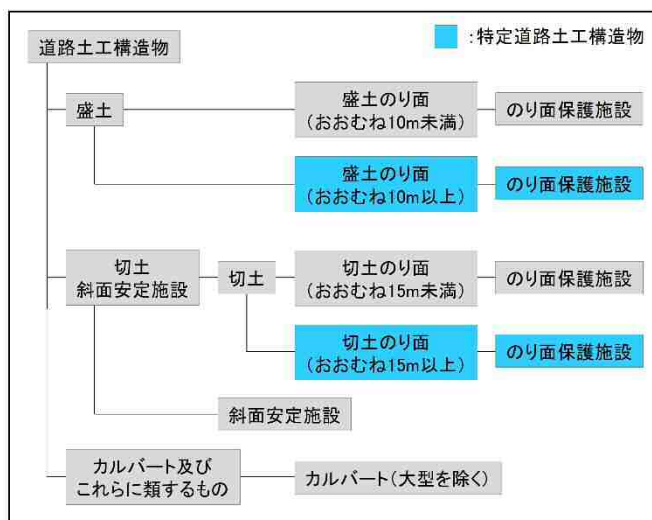 道路土工構造物
:特定道路土工構造物
盛土
盛土のり面
(おおむね10m未満)
のり面保護施設
盛土のり面
(おおむね10m以上)
のり面保護施設
切土
斜面安定施設
切土
切土のり面
(おおむね15m未満)
のり面保護施設
切土のり面
(おおむね15m以上)
のり面保護施設
斜面安定施設
カルバート及び
これらに類するもの
カルバート(大型を除く)